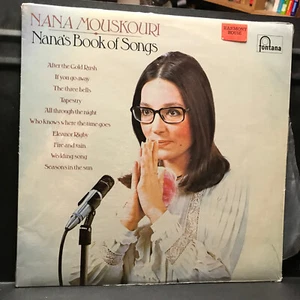 NANA MOUSKOURI
Nana's Book of Songs
HARMONY
HOUSE
fontana
After the Gold Rush
If you go away
The three bells
Tapestry
All through the night
Who knows where the time goes
Eleanor Rigby
Fire and rain
Wedding song
Seasons in the sun